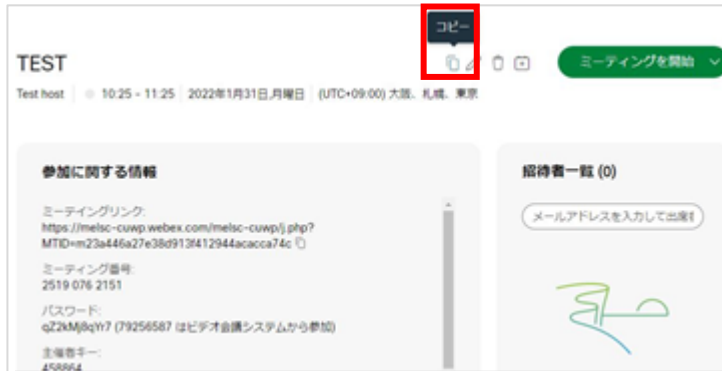 コピー
TEST
ミーティングを開始
Test host 10:25 - 11:25 2022年1月31日,月曜日 (UTC+09:00) 大阪、札幌、東京
参加に関する情報
招待者一覧 (0)
ミーティングリンク:
https://melsc-cuwp.webex.com/melsc-cuwp/j.php?
MTID=m23a446a27e38d913f412944acacca74c
メールアドレスを入力して出席
ミーティング番号:
2519 076 2151
パスワード:
qZ2kMj8qYr7 (79256587 はビデオ会議システムから参加)
主催者キー:
458864